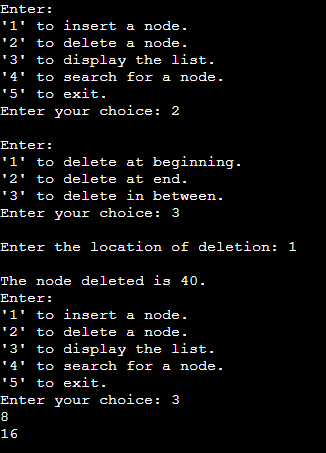 Enter:
'1' to insert a node.
'2' to delete a node.
'3' to display the list.
'4' to search for a node.
'5' to exit.
Enter your choice: 2
Enter:
'1' to delete at beginning.
'2' to delete at end.
'3' to delete in between.
Enter your choice: 3
Enter the location of deletion: 1
The node deleted is 40.
Enter:
'1' to insert a node.
'2' to delete a node.
'3' to display the list.
'4' to search for a node.
'5' to exit.
Enter your choice: 3
8
16